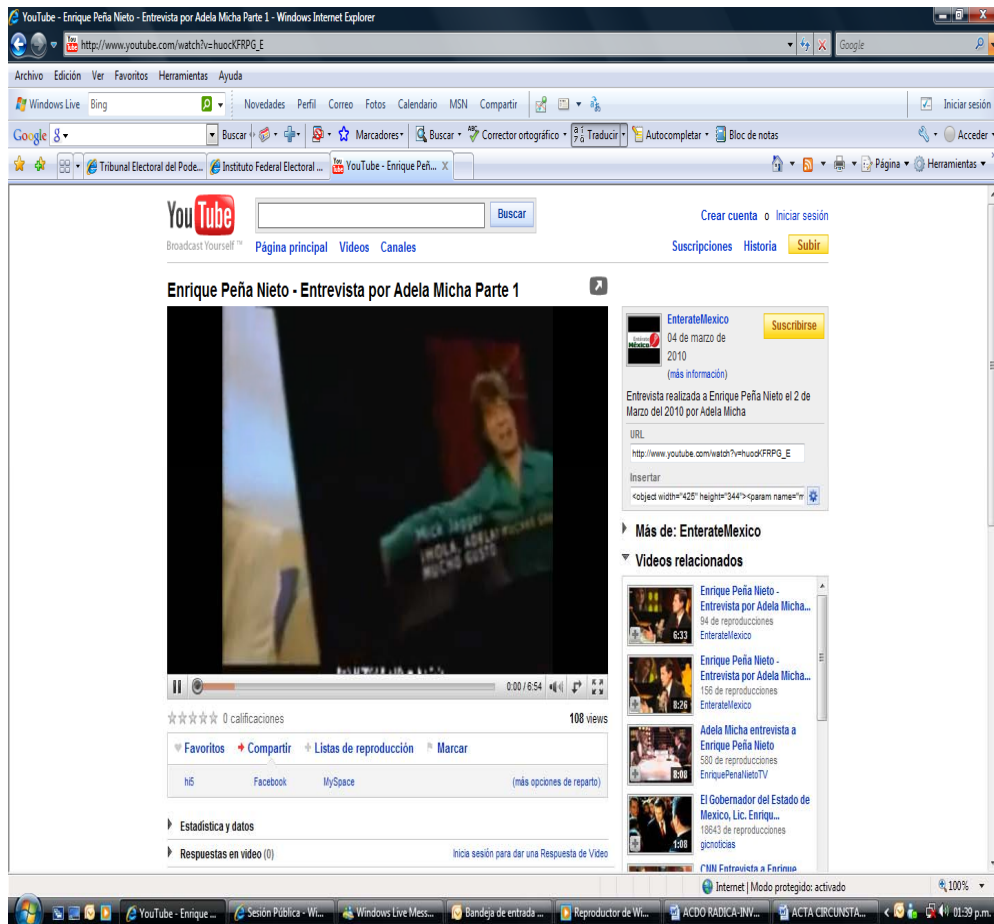 YouTube - Enrique Peña Nieto - Entrevista por Adela Micha Parte 1 - Windows Internet Explorer
http://www.youtube.com/watch?v=huocKFRPG_E
Google
Archivo Edición Ver Favoritos Herramientas Ayuda
Windows Live Bing Novedades Perfil Correo Fotos Calendario MSN Compartir Iniciar sesión
Google Buscar Marcadores Buscar Corrector ortográfico Traducir Autocompletar Bloc de notas Acceder
Tribunal Electoral del Pode... Instituto Federal Electoral ... YouTube - Enrique Peñ... X Página Herramientas
YouTube Buscar Crear cuenta o Iniciar sesión
Broadcast Yourself ™ Página principal Videos Canales Suscripciones Historia Subir
Enrique Peña Nieto - Entrevista por Adela Micha Parte 1
Mick Jagger
MUCHO GUSTO
0:00 / 6:54
0 calificaciones 108 views
Favoritos Compartir Listas de reproducción Marcar
hi5 Facebook MySpace (más opciones de reparto)
Estadística y datos
Respuestas en video (0) Inicia sesión para dar una Respuesta de Video
EnterateMexico Suscribirse
04 de marzo de
2010
(más información)
Entrevista realizada a Enrique Peña Nieto el 2 de
Marzo del 2010 por Adela Micha
URL
http://www.youtube.com/watch?v=huocKFRPG_E
Insertar
<object width="425" height="344"><param name="m
Más de: EnterateMexico
Videos relacionados
Enrique Peña Nieto -
Entrevista por Adela Micha...
94 de reproducciones
6:33 EnterateMexico
Enrique Peña Nieto -
Entrevista por Adela Micha...
156 de reproducciones
8:26 EnterateMexico
Adela Micha entrevista a
Enrique Peña Nieto
580 de reproducciones
8:08 EnriquePenaNietoTV
El Gobernador del Estado de
Mexico, Lic. Enriqu...
18643 de reproducciones
1:08 gicnoticias
CNN Entrevista a Enrique
Internet | Modo protegido: activado 100%
YouTube - Enrique ... Sesión Pública - Wi... Windows Live Mess... Bandeja de entrada ... Reproductor de Wi... ACDO RADICA-INV... ACTA CIRCUNSTA... 01:39 p.m.